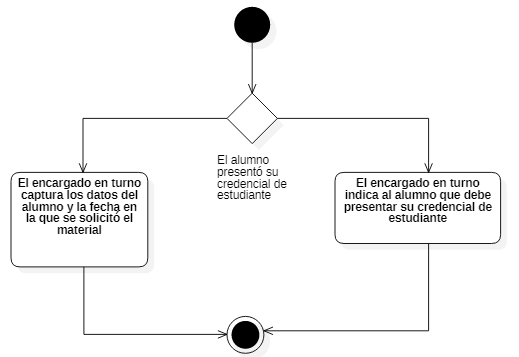 El alumno
presentó su
credencial de
estudiante
El encargado en turno
captura los datos del
alumno y la fecha en
la que se solicitó el
material
El encargado en turno
indica al alumno que debe
presentar su credencial de
estudiante